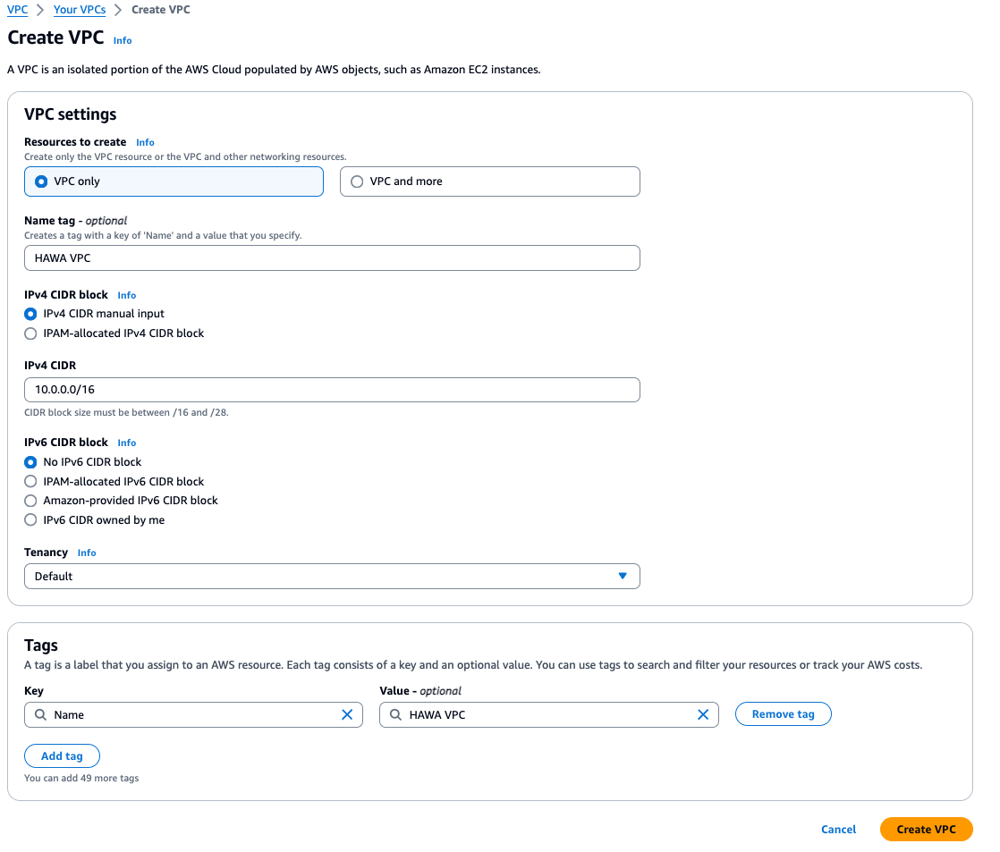 VPC > Your VPCs > Create VPC
Create VPC Info
A VPC is an isolated portion of the AWS Cloud populated by AWS objects, such as Amazon EC2 instances.
VPC settings
Resources to create Info
Create only the VPC resource or the VPC and other networking resources.
VPC only VPC and more
Name tag - optional
Creates a tag with a key of 'Name' and a value that you specify.
HAWA VPC
IPv4 CIDR block Info
IPv4 CIDR manual input
IPAM-allocated IPv4 CIDR block
IPv4 CIDR
10.0.0.0/16
CIDR block size must be between /16 and /28.
IPv6 CIDR block Info
No IPv6 CIDR block
IPAM-allocated IPv6 CIDR block
Amazon-provided IPv6 CIDR block
IPv6 CIDR owned by me
Tenancy Info
Default
Tags
A tag is a label that you assign to an AWS resource. Each tag consists of a key and an optional value. You can use tags to search and filter your resources or track your AWS costs.
Key Value - optional
Name HAWA VPC Remove tag
Add tag
You can add 49 more tags
Cancel Create VPC